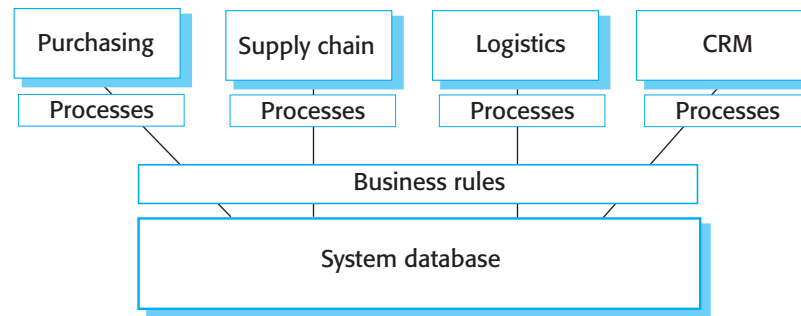 Purchasing
Supply chain
Logistics
CRM
Processes
Processes
Processes
Processes
Business rules
System database